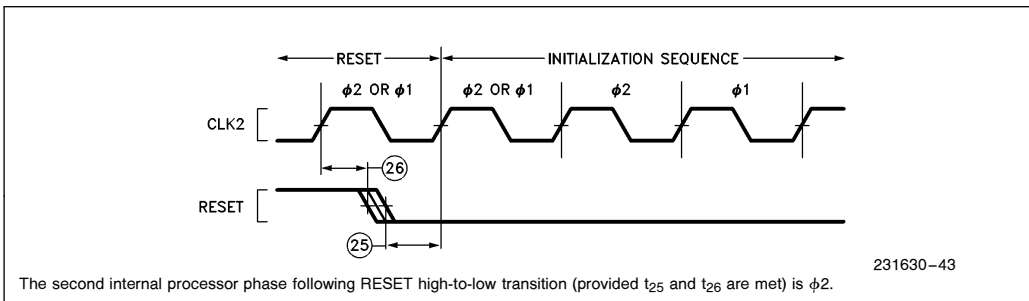 RESET INITIALIZATION SEQUENCE
ϕ2 OR ϕ1 ϕ2 OR ϕ1 ϕ2 ϕ1
CLK2
26
RESET
25
231630–43
The second internal processor phase following RESET high-to-low transition (provided t25 and t26 are met) is ϕ2.